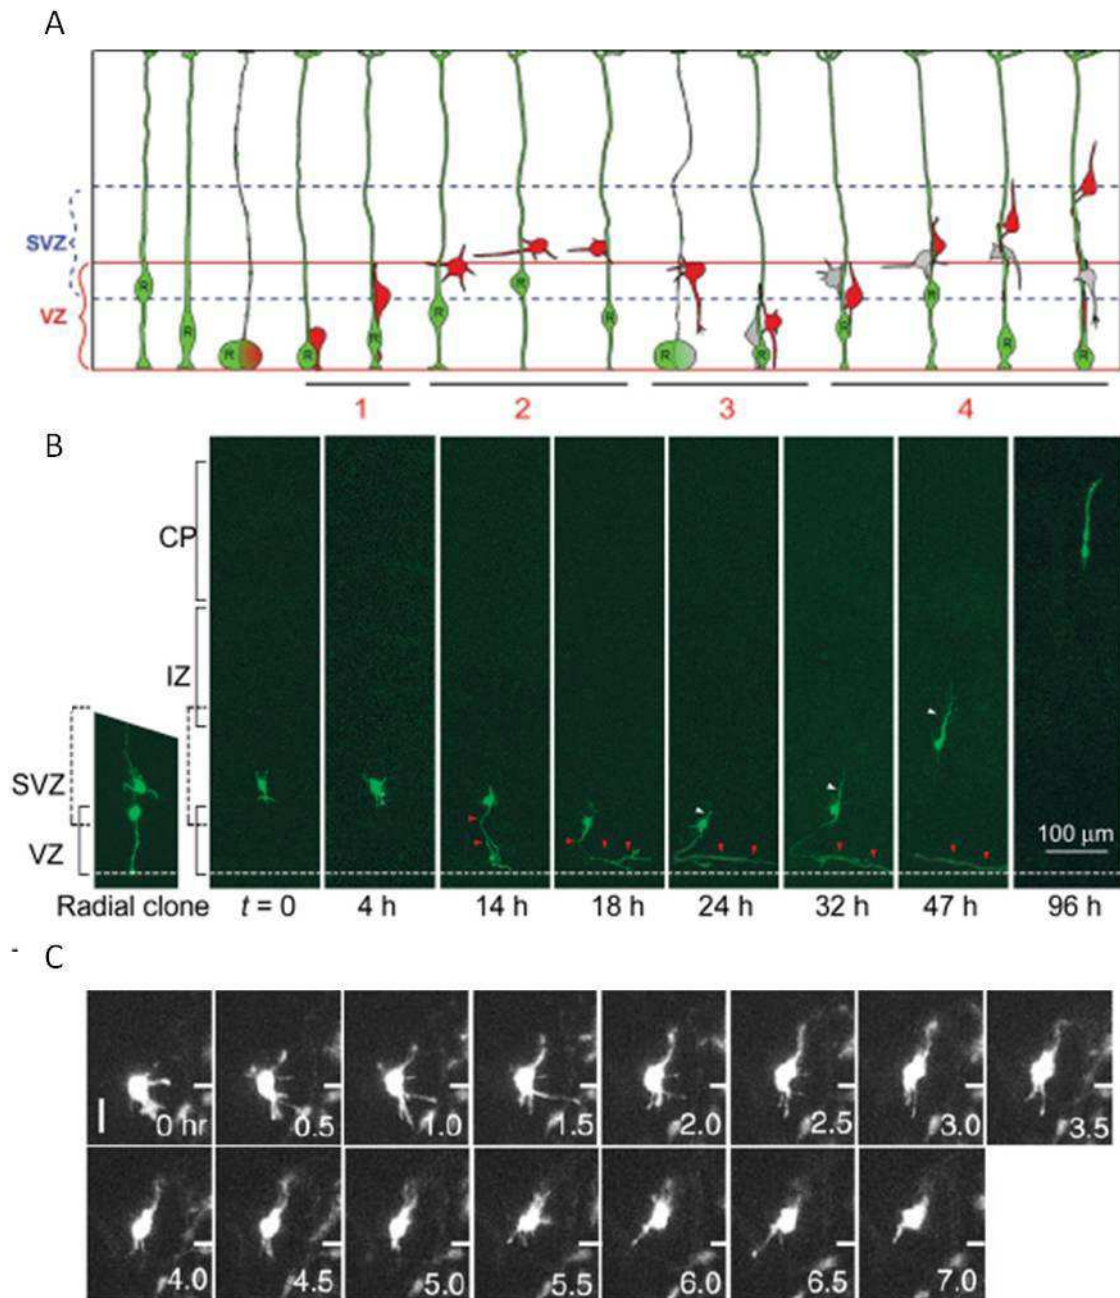 A
SVZ
VZ
R R R R R R R R R R R R R
1 2 3 4
B
CP
IZ
SVZ
VZ
100 µm
Radial clone t = 0 4 h 14 h 18 h 24 h 32 h 47 h 96 h
- C
0 hr 0.5 1.0 1.5 2.0 2.5 3.0 3.5
4.0 4.5 5.0 5.5 6.0 6.5 7.0